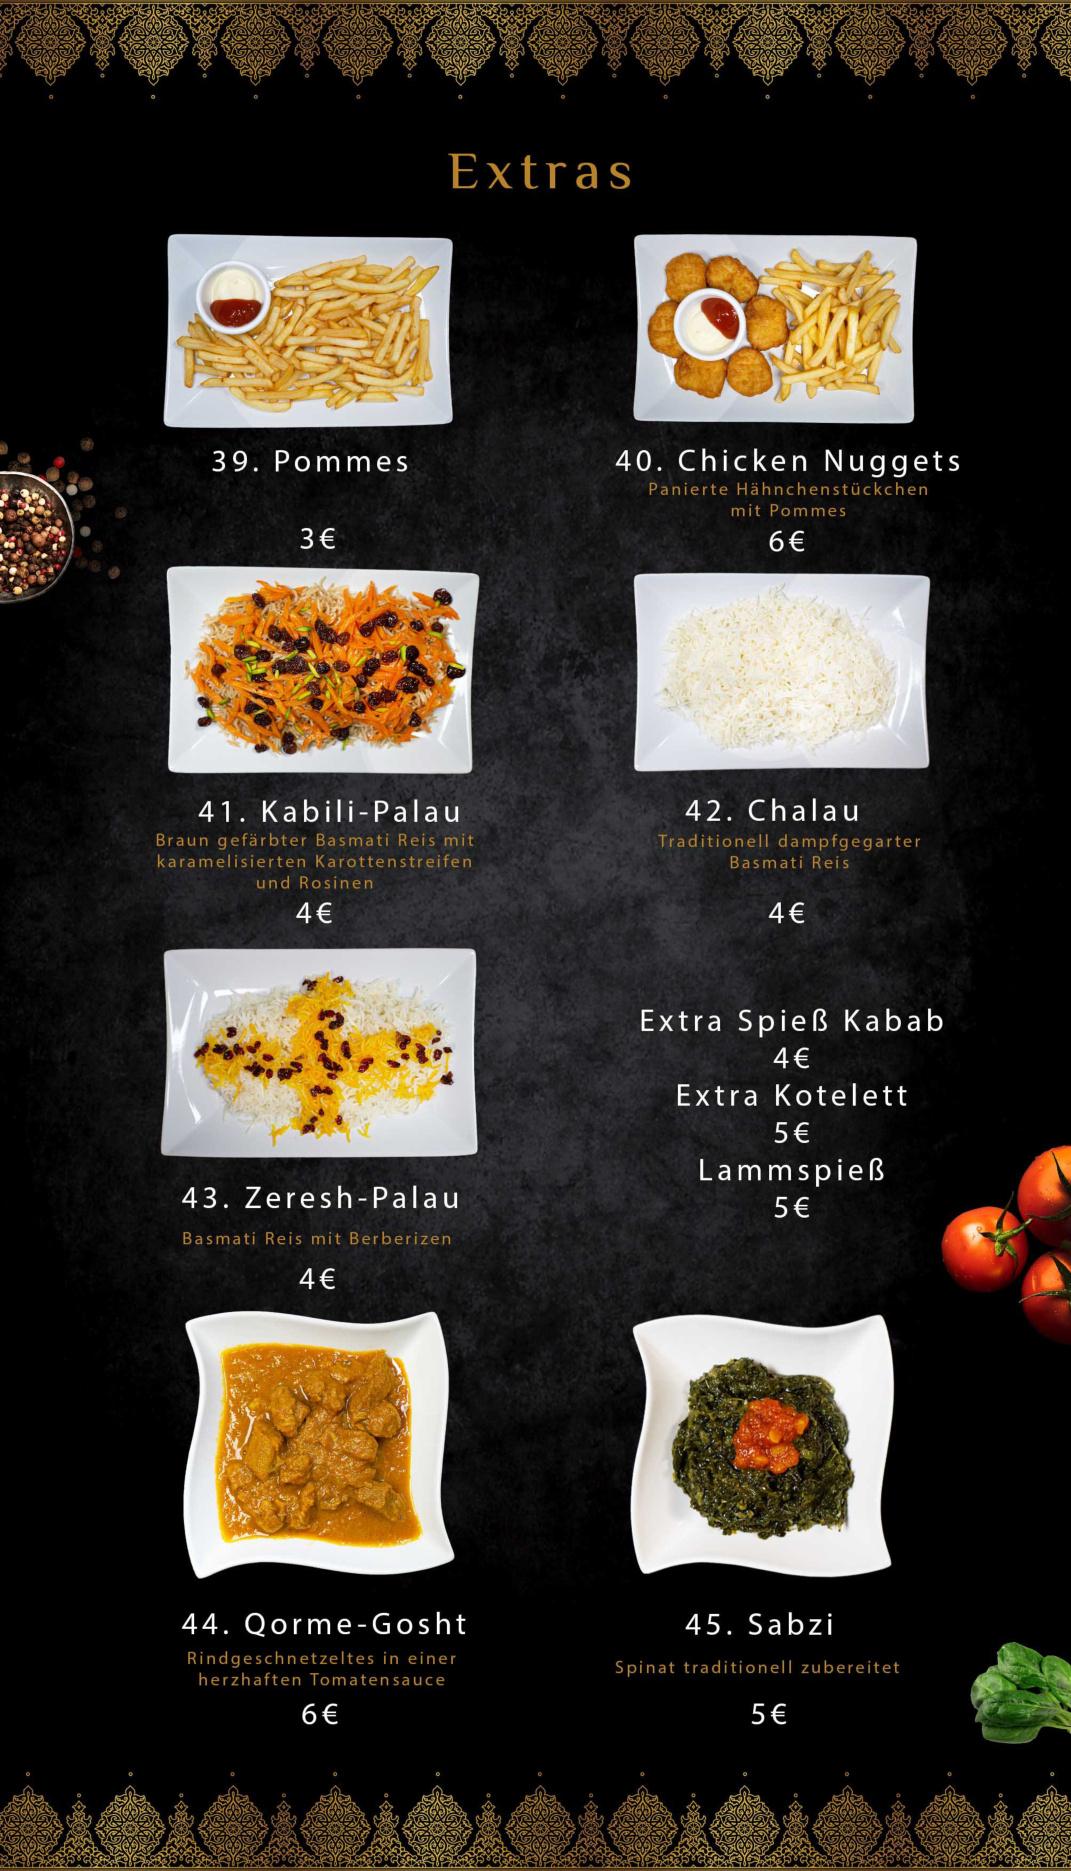 Extras
39. Pommes
3€
40. Chicken Nuggets
Panierte Hähnchenstückchen
mit Pommes
6€
41. Kabili-Palau
Braun gefärbter Basmati Reis mit
karamelisierten Karottenstreifen
und Rosinen
4€
42. Chalau
Traditionell dampfgegarter
Basmati Reis
4€
43. Zeresh-Palau
Basmati Reis mit Berberizen
4€
Extra Spieß Kabab
4€
Extra Kotelett
5€
Lammspieß
5€
44. Qorme-Gosht
Rindgeschnetzeltes in einer
herzhaften Tomatensauce
6€
45. Sabzi
Spinat traditionell zubereitet
5€